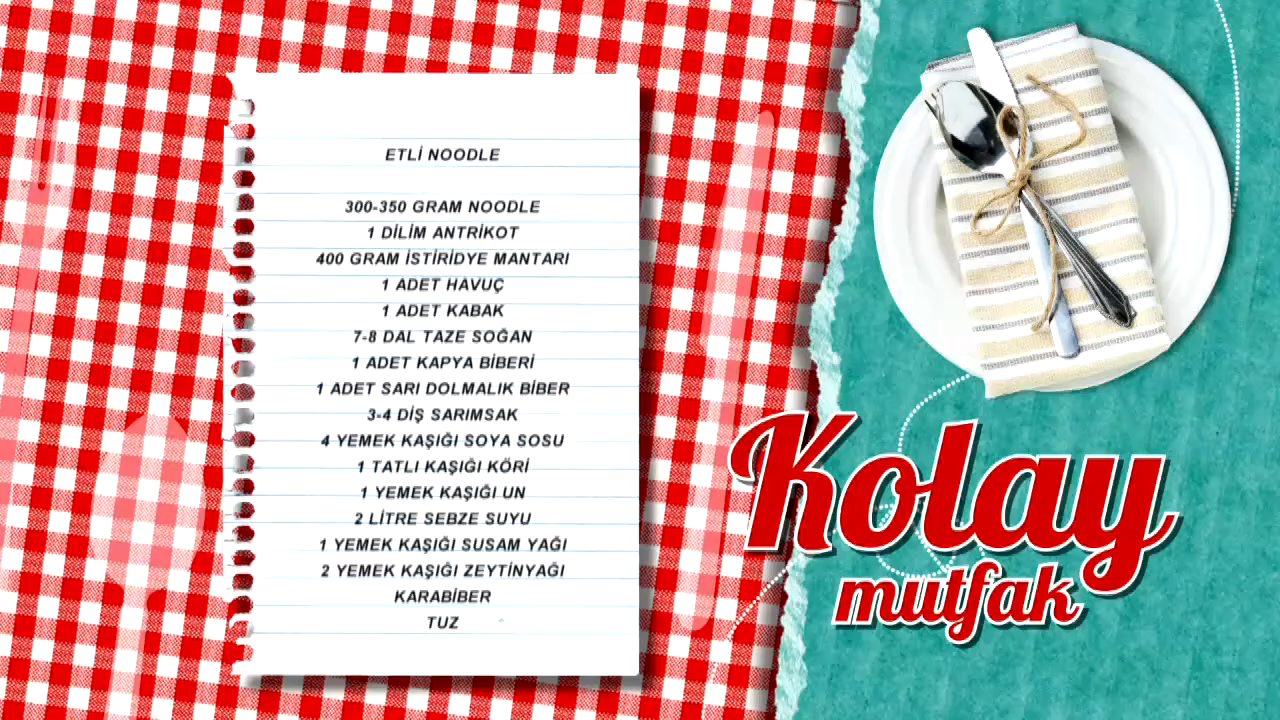 ETLİ NOODLE
300-350 GRAM NOODLE
1 DİLİM ANTRİKOT
400 GRAM İSTİRİDYE MANTARI
1 ADET HAVUÇ
1 ADET KABAK
7-8 DAL TAZE SOĞAN
1 ADET KAPYA BİBERİ
1 ADET SARI DOLMALIK BİBER
3-4 DİŞ SARIMSAK
4 YEMEK KAŞIĞI SOYA SOSU
1 TATLI KAŞIĞI KÖRİ
1 YEMEK KAŞIĞI UN
2 LİTRE SEBZE SUYU
1 YEMEK KAŞIĞI SUSAM YAĞI
2 YEMEK KAŞIĞI ZEYTİNYAĞI
KARABİBER
TUZ
Kolay
mutfak